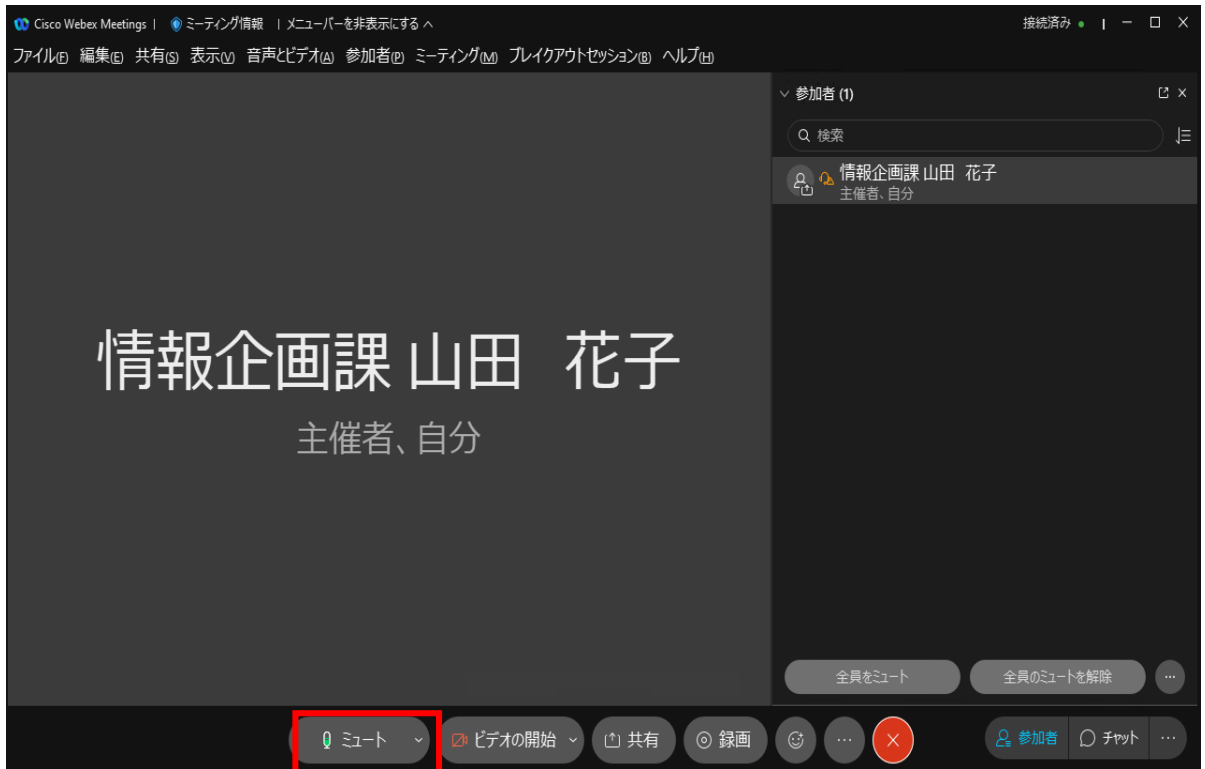 Cisco Webex Meetings | ミーティング情報 | メニューバーを非表示にする 接続済み
ファイル(F) 編集(E) 共有(S) 表示(V) 音声とビデオ(A) 参加者(P) ミーティング(M) ブレイクアウトセッション(B) ヘルプ(H)
参加者 (1)
検索
情報企画課 山田 花子
主催者、自分
情報企画課 山田 花子
主催者、自分
全員をミュート 全員のミュートを解除 ...
ミュート ビデオの開始 共有 録画 ... 参加者 チャット ...